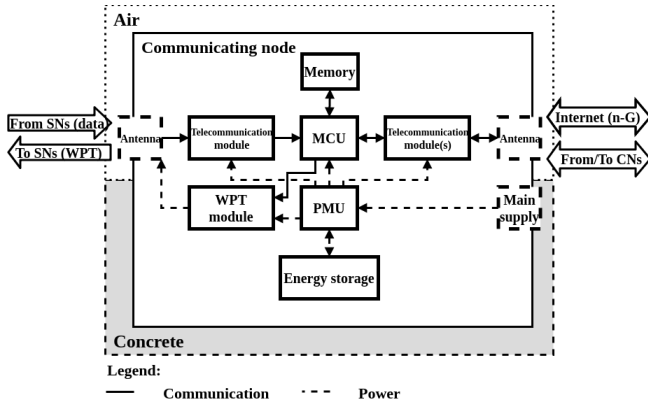 Air
Communicating node
Memory
From SNs (data
To SNs (WPT)
Antenna
Telecommunication
module
MCU
Telecommunication
module(s)
Antenna
Internet (n-G)
From/To CNs
WPT
module
PMU
Main
supply
Energy storage
Concrete
Legend:
Communication
Power